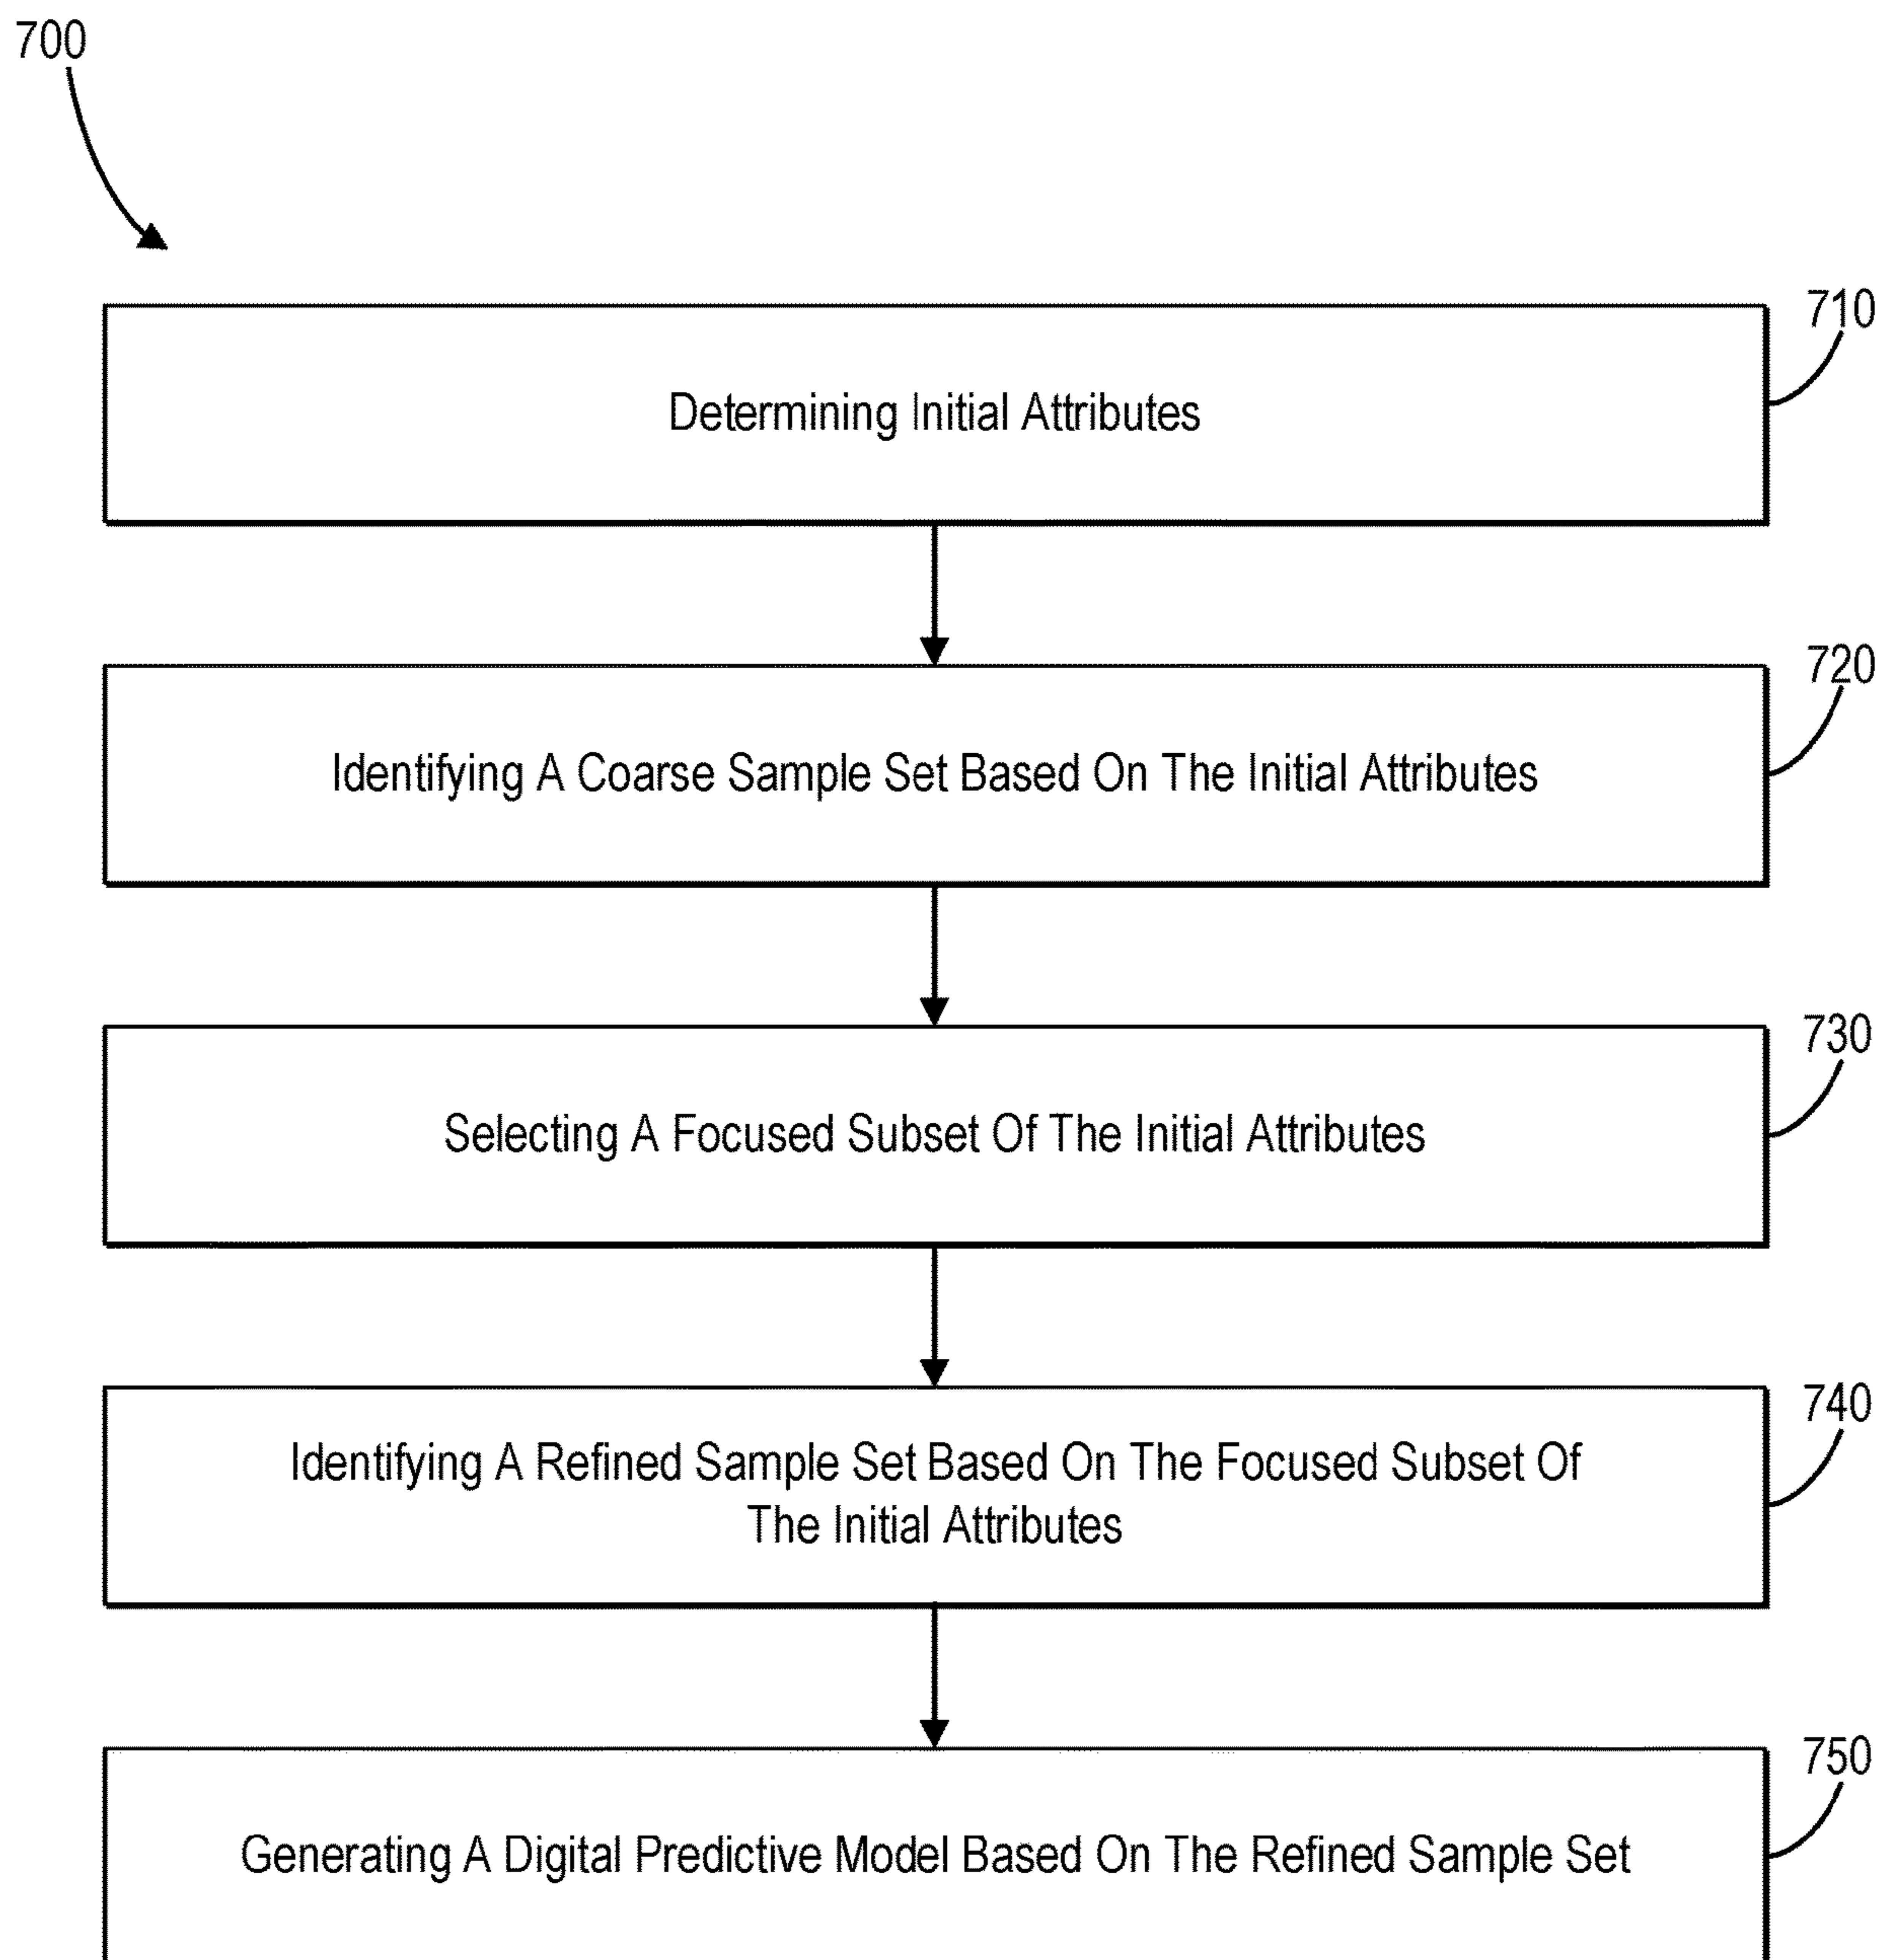 700
710
Determining Initial Attributes
720
Identifying A Coarse Sample Set Based On The Initial Attributes
730
Selecting A Focused Subset Of The Initial Attributes
740
Identifying A Refined Sample Set Based On The Focused Subset Of
The Initial Attributes
750
Generating A Digital Predictive Model Based On The Refined Sample Set